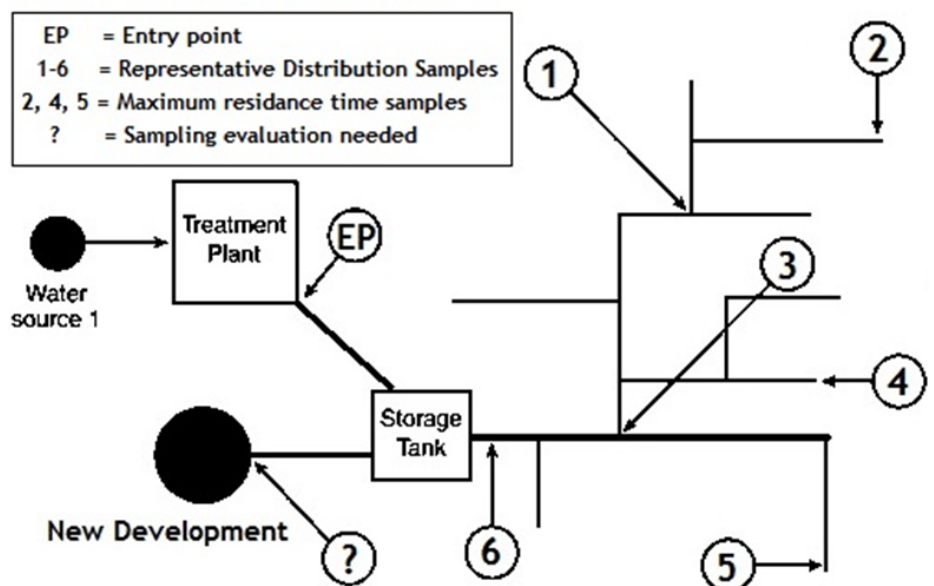 EP = Entry point
1-6 = Representative Distribution Samples
2, 4, 5 = Maximum residance time samples
? = Sampling evaluation needed
1
2
Treatment
Plant
EP
3
Water
source 1
4
Storage
Tank
New Development
?
6
5